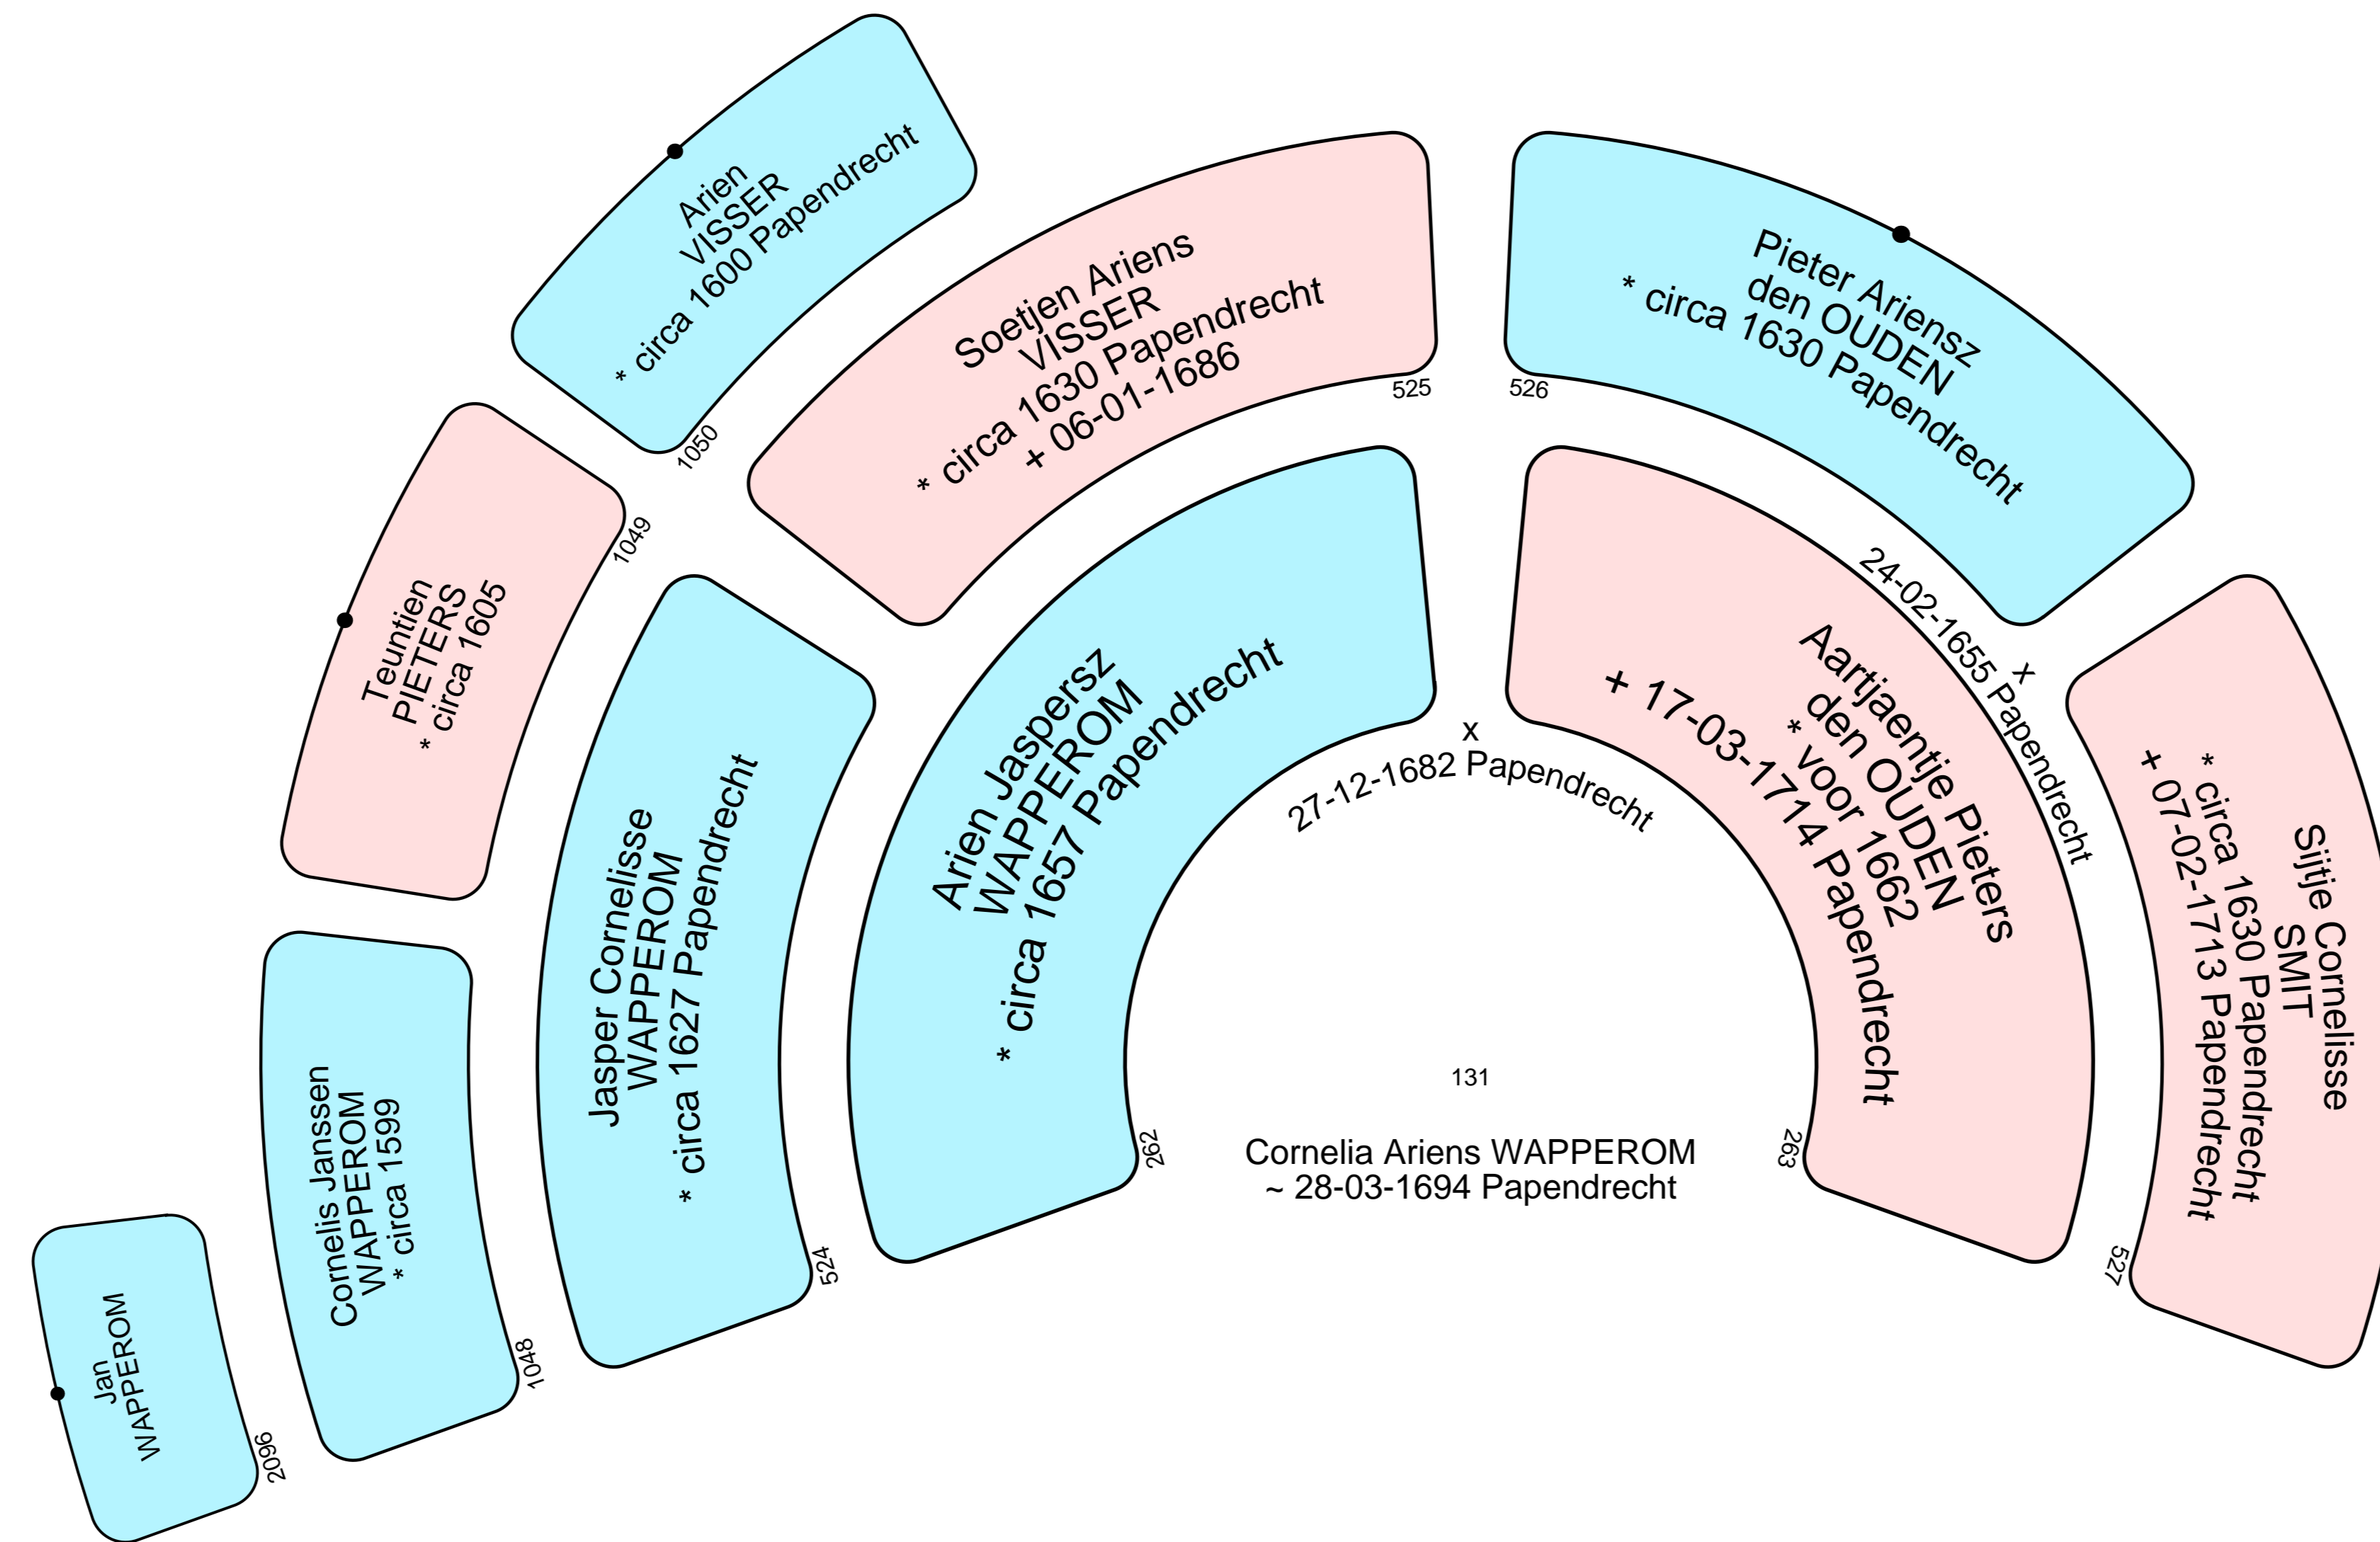 Arien
VISSER
* circa 1600 Papendrecht
1050
Soetjen Ariens
VISSER
* circa 1630 Papendrecht
+ 06-01-1686
525
Pieter Ariensz
den OUDEN
* circa 1630 Papendrecht
526
Teuntien
PIETERS
* circa 1605
1049
Jasper Cornelisse
WAPPEROM
* circa 1627 Papendrecht
524
Arien Jaspersz
WAPPEROM
* circa 1657 Papendrecht
262
x
27-12-1682 Papendrecht
Aartjaentje Pieters
den OUDEN
* voor 1662
+ 17-03-1714 Papendrecht
263
x
24-02-1655 Papendrecht
Sijtje Cornelisse
SMIT
* circa 1630 Papendrecht
+ 07-02-1713 Papendrecht
527
Cornelis Janssen
WAPPEROM
* circa 1599
1048
Jan
WAPPEROM
2096
131
Cornelia Ariens WAPPEROM
~ 28-03-1694 Papendrecht